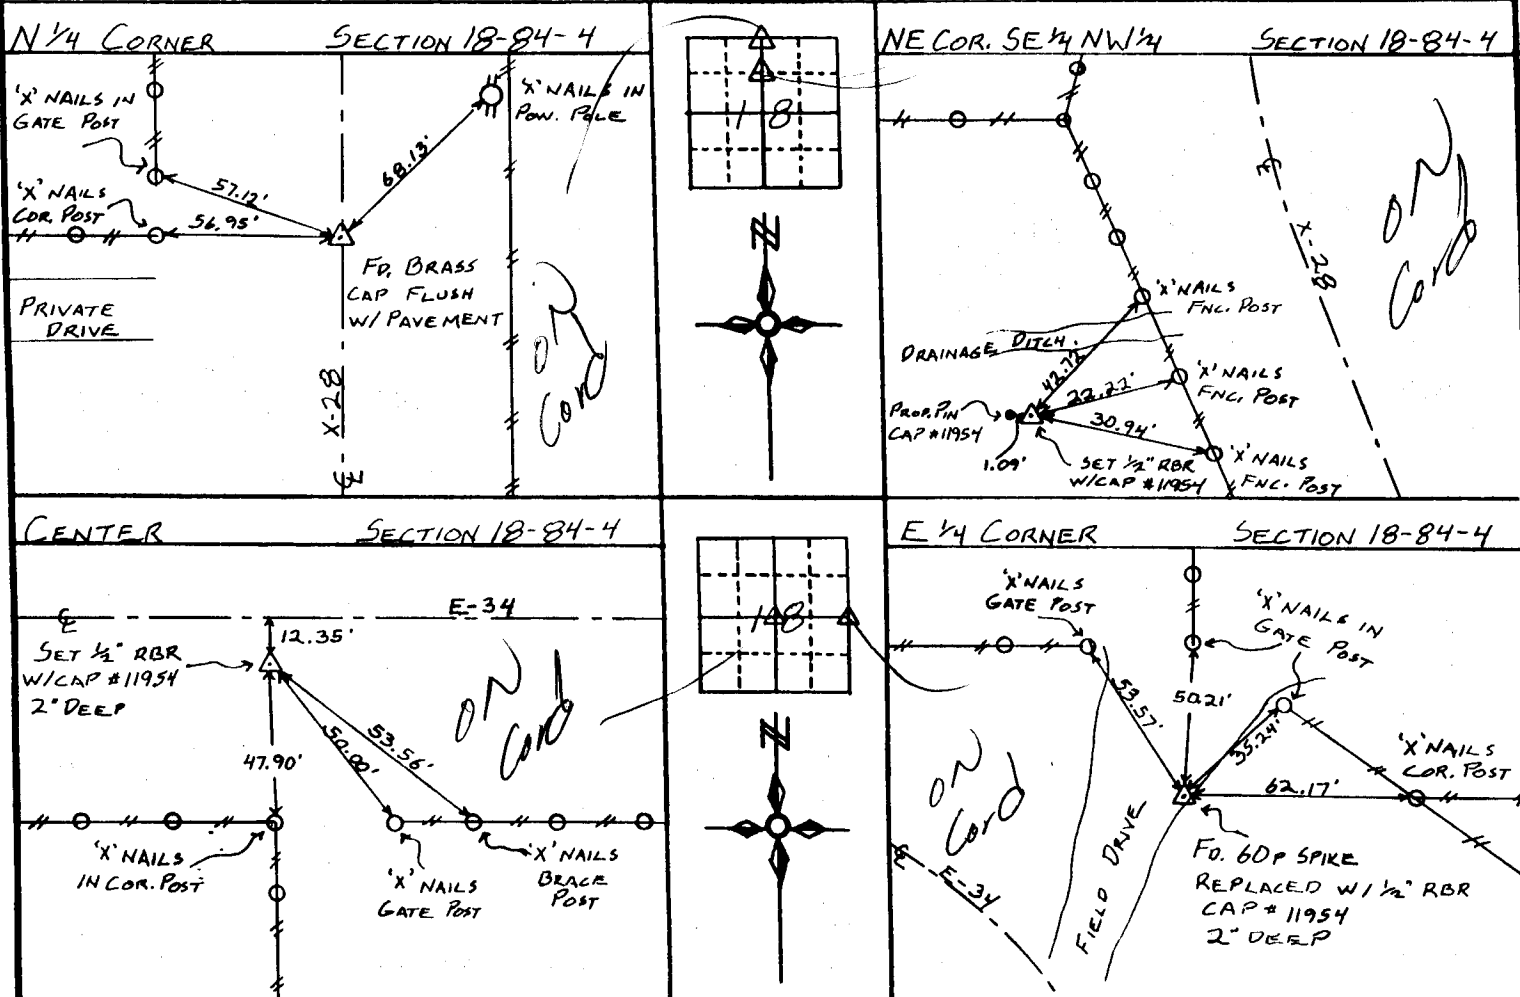 N 1/4 CORNER SECTION 18-84-4
'X' NAILS IN
GATE POST
'X' NAILS IN
POW. POLE
57.12'
68.13'
'X' NAILS
COR. POST
56.95'
FD. BRASS
CAP FLUSH
W/ PAVEMENT
PRIVATE
DRIVE
X-28
℄
ON
Card
18
N
NE COR. SE 1/4 NW 1/4 SECTION 18-84-4
℄
X-28
ON
Card
'X' NAILS
FNC. POST
DRAINAGE DITCH
42.72'
22.22'
'X' NAILS
FNC. POST
PROP. PIN
CAP #11954
30.94'
1.09'
SET 1/2" RBR
W/CAP #11954
'X' NAILS
FNC. POST
CENTER SECTION 18-84-4
℄
E-34
12.35'
SET 1/2" RBR
W/CAP #11954
2" DEEP
ON
Card
47.90'
50.90'
53.56'
'X' NAILS
IN COR. POST
'X' NAILS
GATE POST
'X' NAILS
BRACE
POST
18
N
E 1/4 CORNER SECTION 18-84-4
'X' NAILS
GATE POST
'X' NAILS IN
GATE POST
53.57'
50.21'
35.24'
62.17'
'X' NAILS
COR. POST
ON
Card
℄
E-34
FIELD DRIVE
FD. 60P SPIKE
REPLACED W/ 1/2" RBR
CAP # 11954
2" DEEP